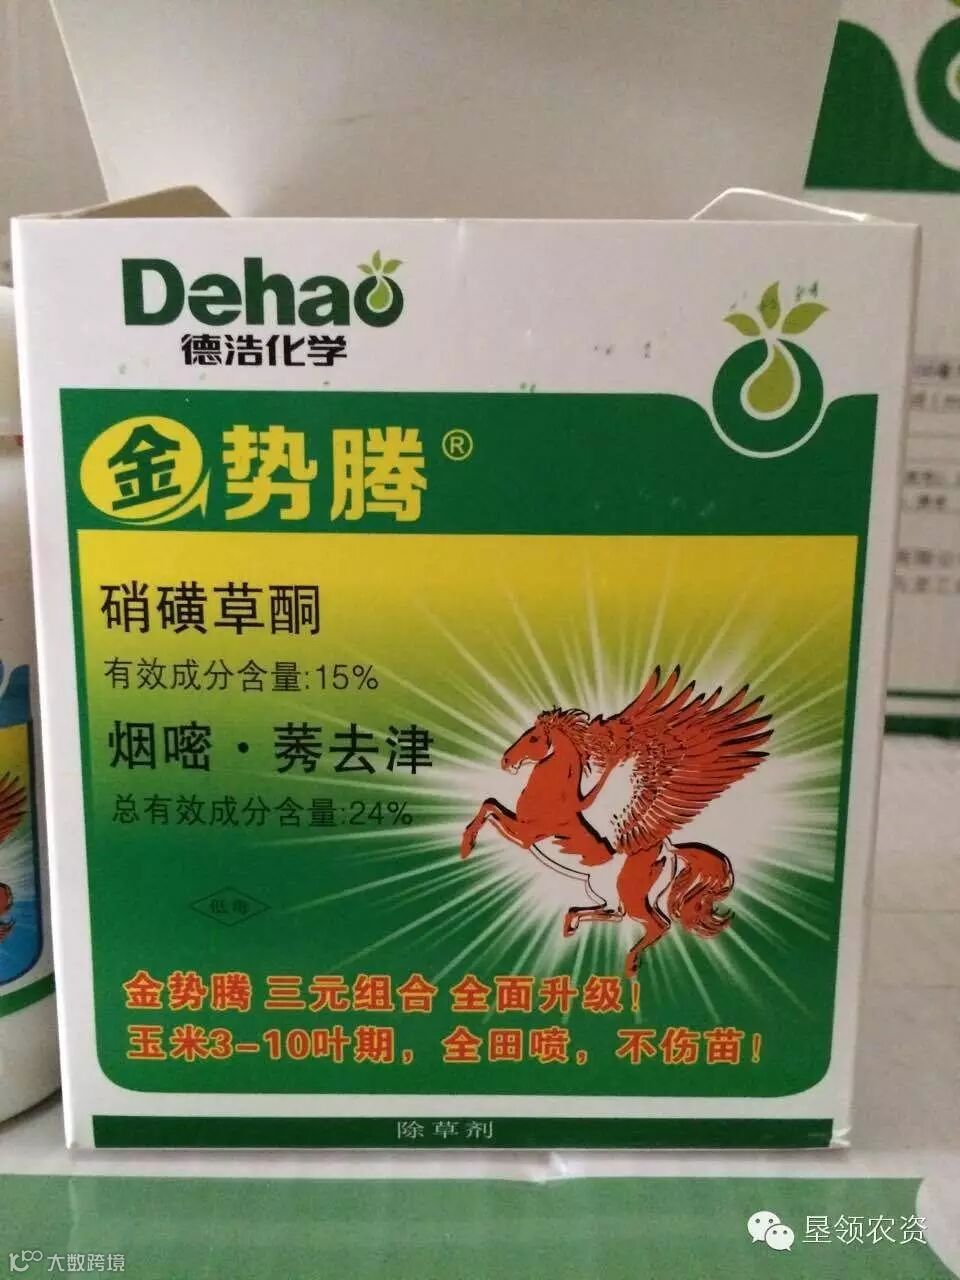 Dehao
德浩化学
金势腾®
硝磺草酮
有效成分含量:15%
烟嘧·莠去津
总有效成分含量:24%
低毒
金势腾 三元组合 全面升级!
玉米3-10叶期，全田喷，不伤苗!
除草剂
垦领农资
大数跨境